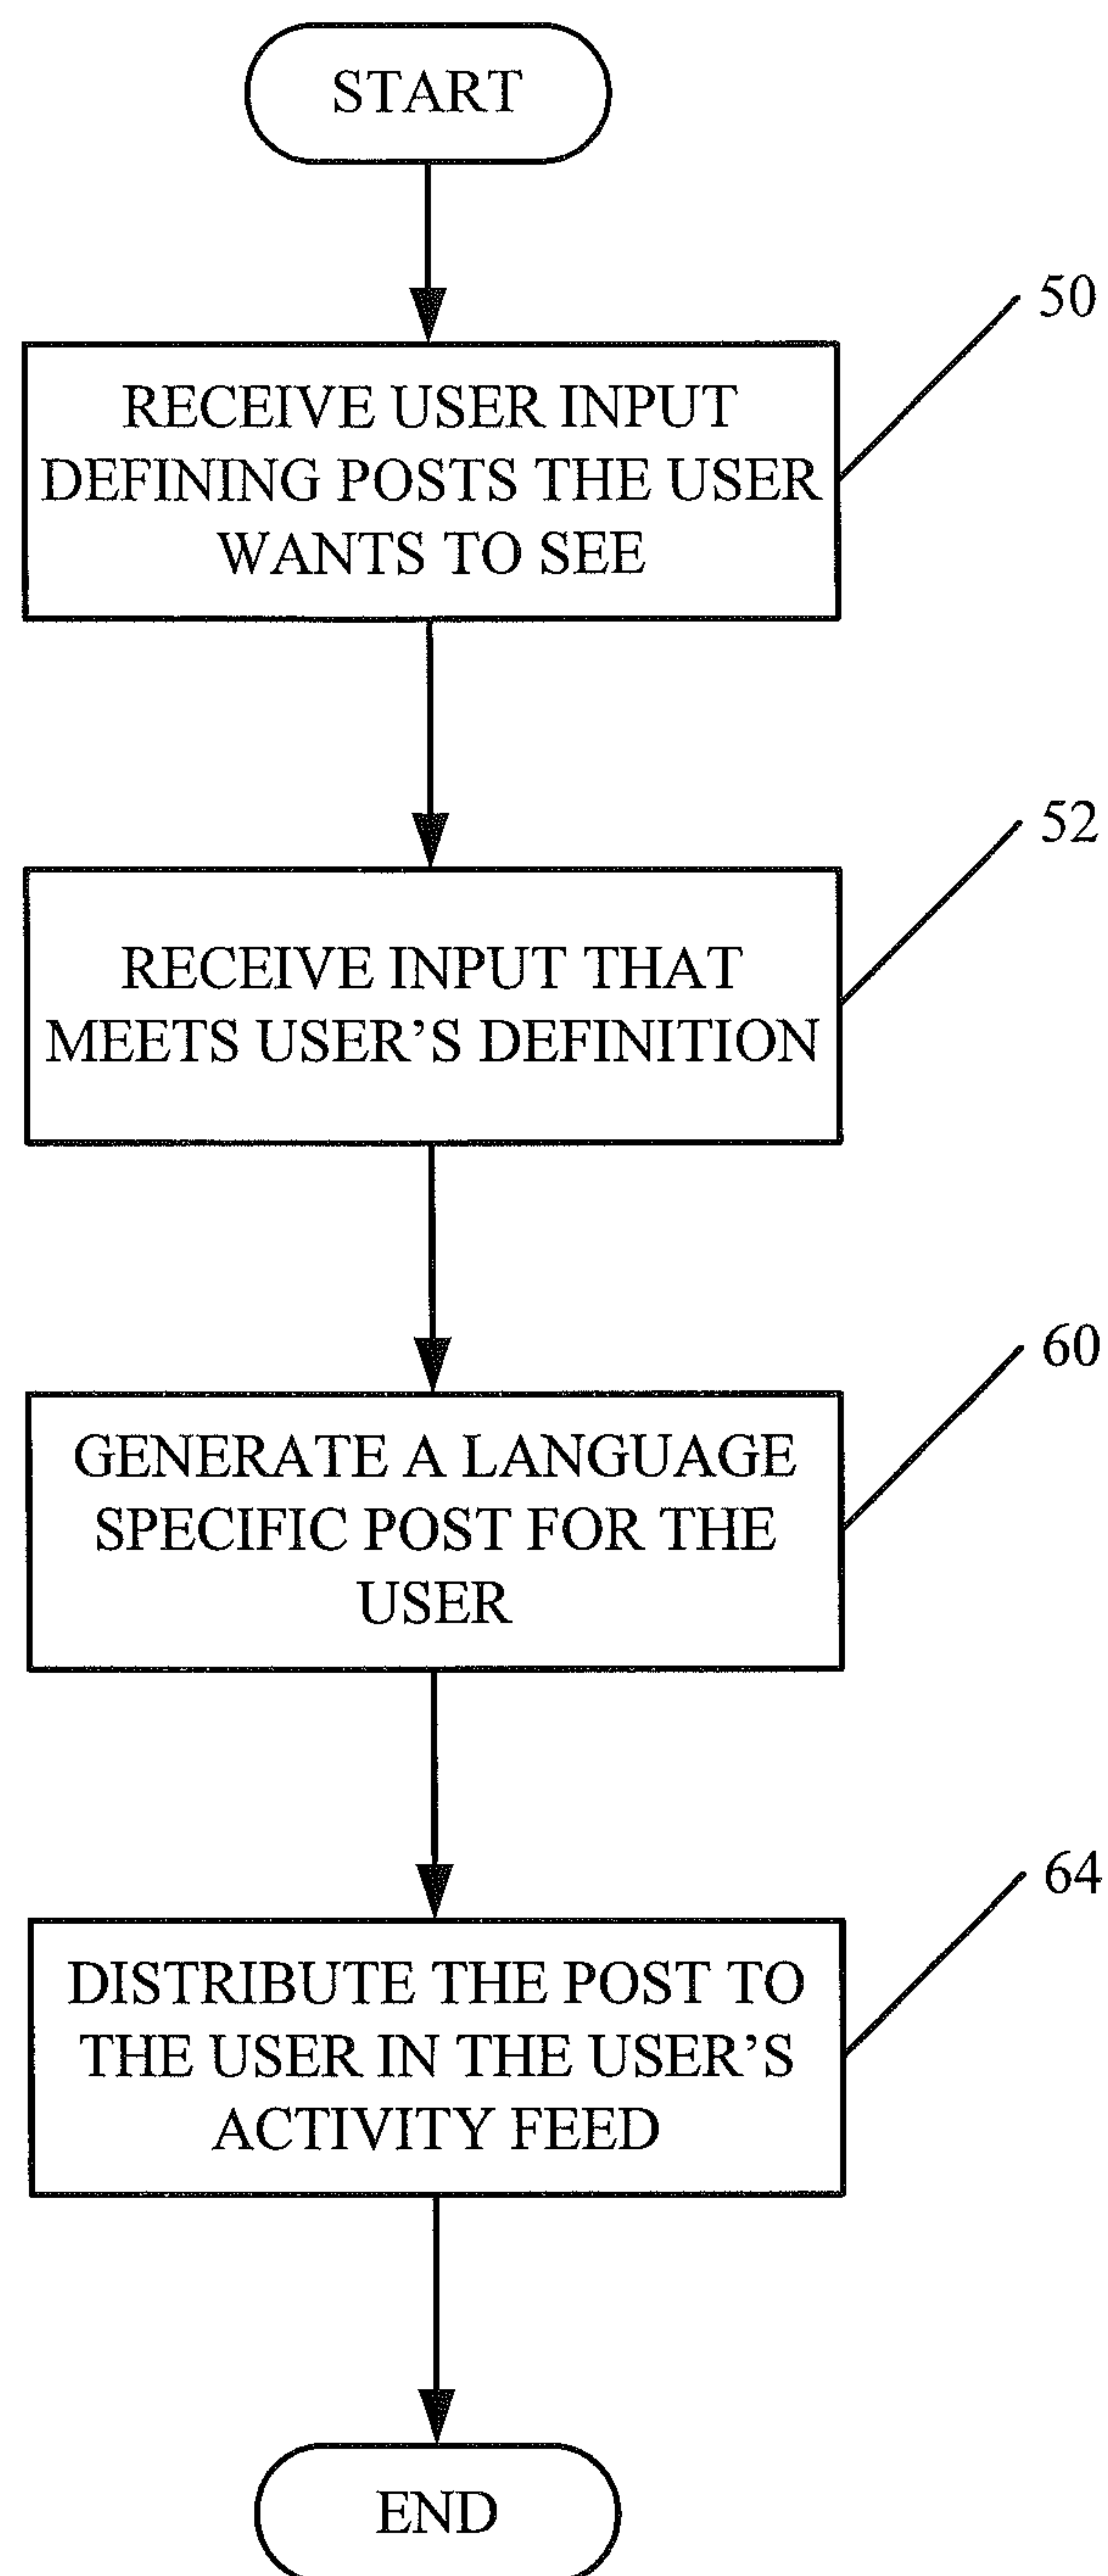 START
50
RECEIVE USER INPUT
DEFINING POSTS THE USER
WANTS TO SEE
52
RECEIVE INPUT THAT
MEETS USER'S DEFINITION
60
GENERATE A LANGUAGE
SPECIFIC POST FOR THE
USER
64
DISTRIBUTE THE POST TO
THE USER IN THE USER'S
ACTIVITY FEED
END